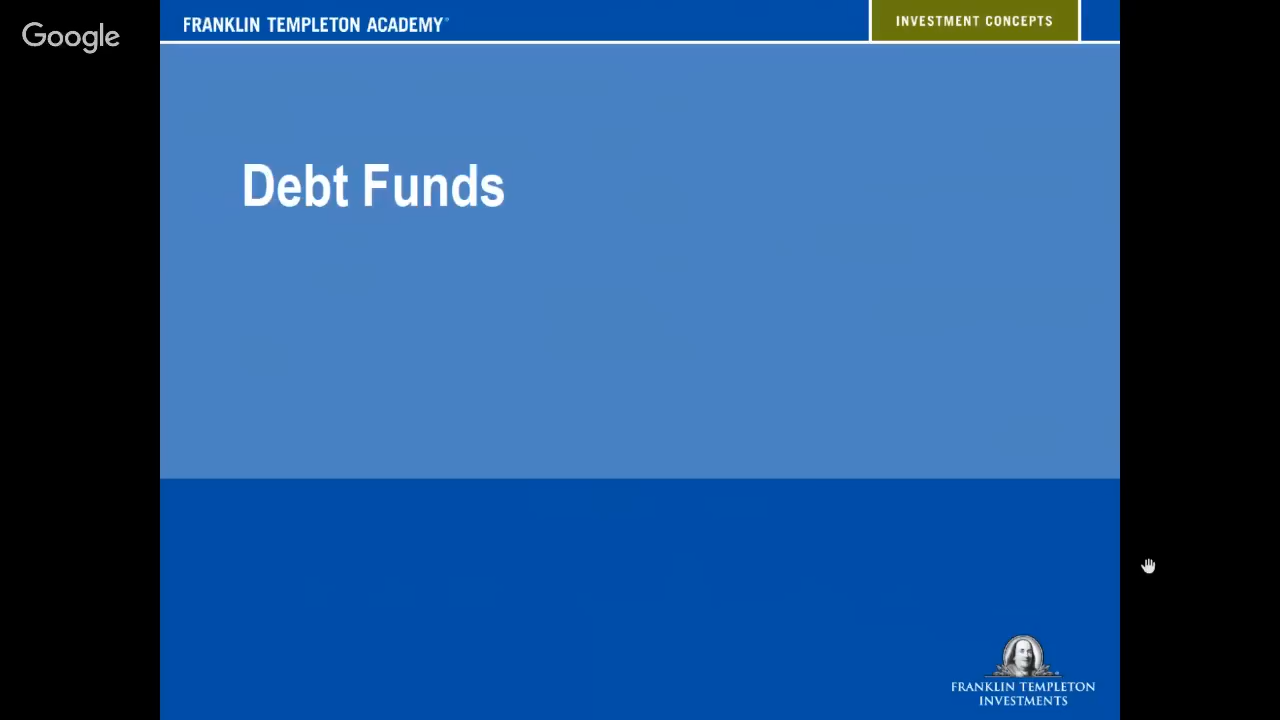 Google
FRANKLIN TEMPLETON ACADEMY®
INVESTMENT CONCEPTS
Debt Funds
FRANKLIN TEMPLETON
INVESTMENTS